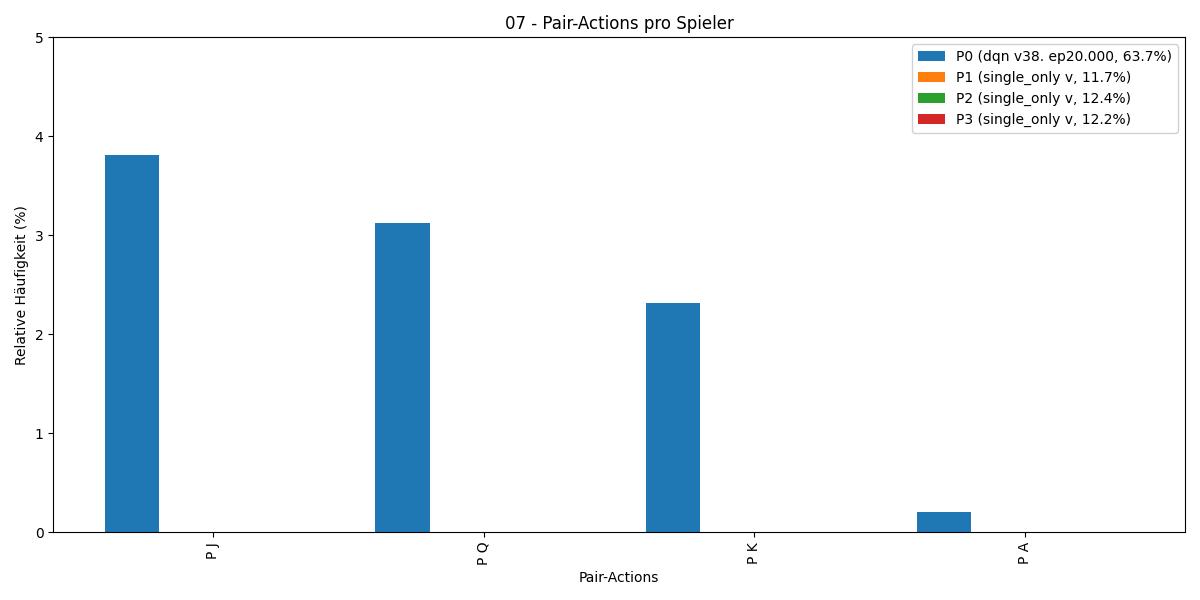 07 - Pair-Actions pro Spieler
P0 (dqn v38. ep20.000, 63.7%)
P1 (single_only v, 11.7%)
P2 (single_only v, 12.4%)
P3 (single_only v, 12.2%)
Relative Häufigkeit (%)
5
4
3
2
1
0
P J
P Q
P K
P A
Pair-Actions